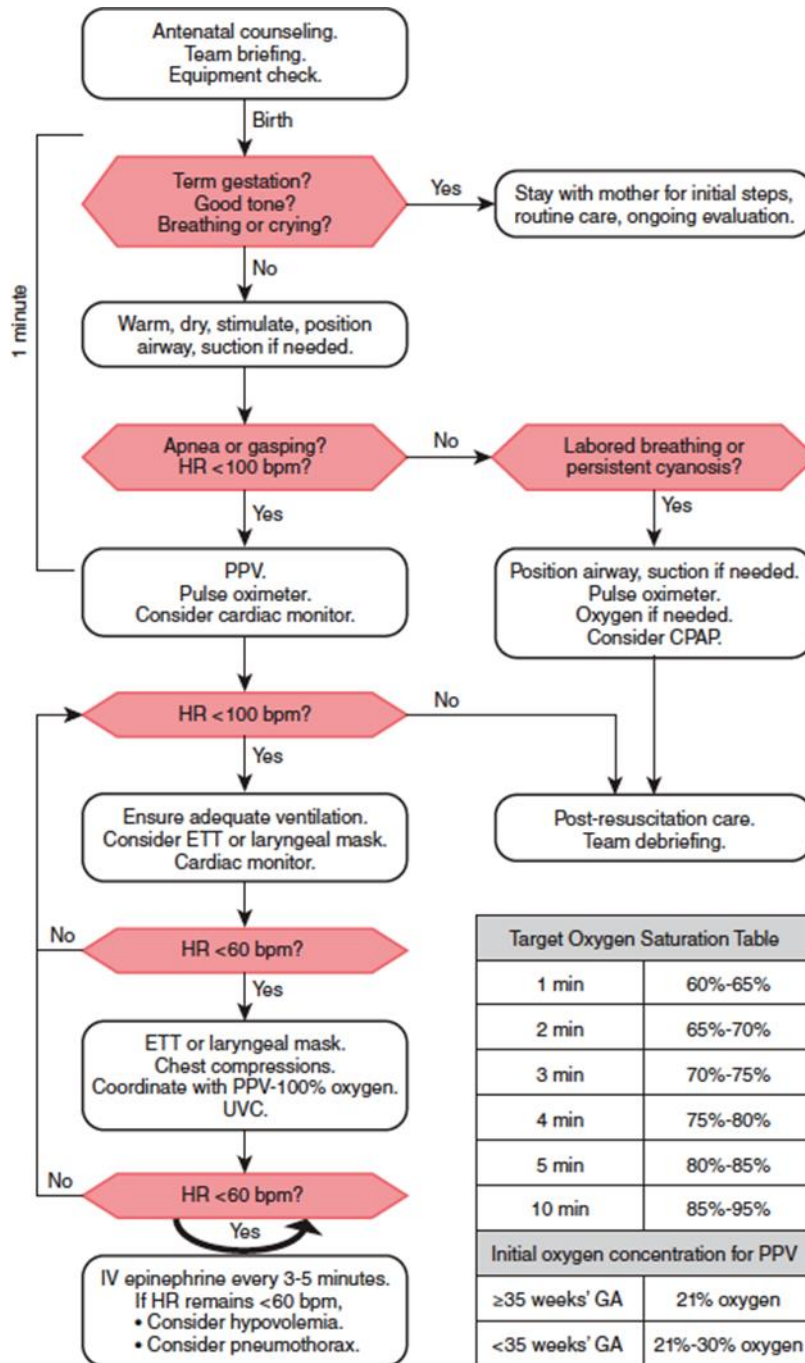 Antenatal counseling.
Team briefing.
Equipment check.
Birth
1 minute
Term gestation?
Good tone?
Breathing or crying?
Yes
Stay with mother for initial steps,
routine care, ongoing evaluation.
No
Warm, dry, stimulate, position
airway, suction if needed.
Apnea or gasping?
HR <100 bpm?
No
Labored breathing or
persistent cyanosis?
Yes
Yes
PPV.
Pulse oximeter.
Consider cardiac monitor.
Position airway, suction if needed.
Pulse oximeter.
Oxygen if needed.
Consider CPAP.
HR <100 bpm?
No
Yes
Ensure adequate ventilation.
Consider ETT or laryngeal mask.
Cardiac monitor.
Post-resuscitation care.
Team debriefing.
No
HR <60 bpm?
Yes
ETT or laryngeal mask.
Chest compressions.
Coordinate with PPV-100% oxygen.
UVC.
No
HR <60 bpm?
Yes
IV epinephrine every 3-5 minutes.
If HR remains <60 bpm,
• Consider hypovolemia.
• Consider pneumothorax.
Target Oxygen Saturation Table
1 min 60%-65%
2 min 65%-70%
3 min 70%-75%
4 min 75%-80%
5 min 80%-85%
10 min 85%-95%
Initial oxygen concentration for PPV
≥35 weeks' GA 21% oxygen
<35 weeks' GA 21%-30% oxygen